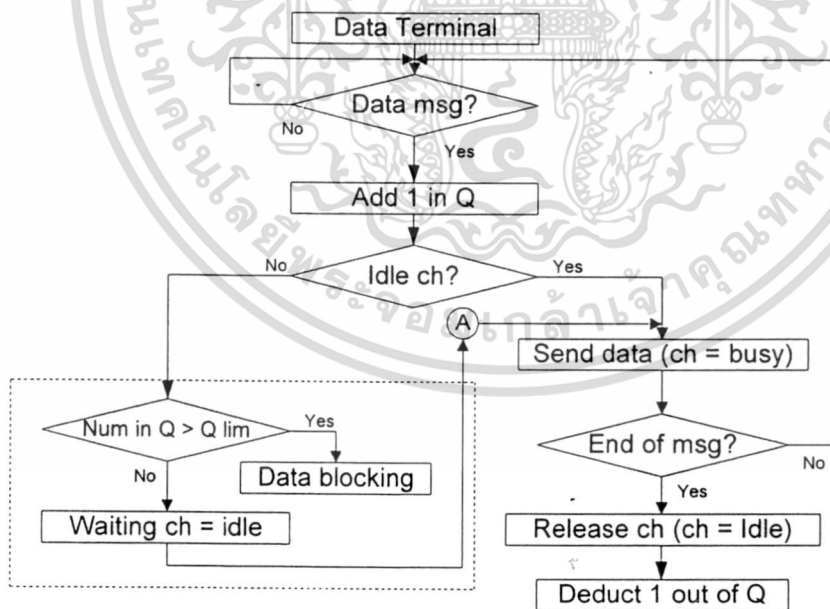 Data Terminal
Data msg?
No
Yes
Add 1 in Q
Idle ch?
No
Yes
A
Send data (ch = busy)
Num in Q > Q lim
Yes
No
Data blocking
Waiting ch = idle
End of msg?
No
Yes
Release ch (ch = Idle)
Deduct 1 out of Q